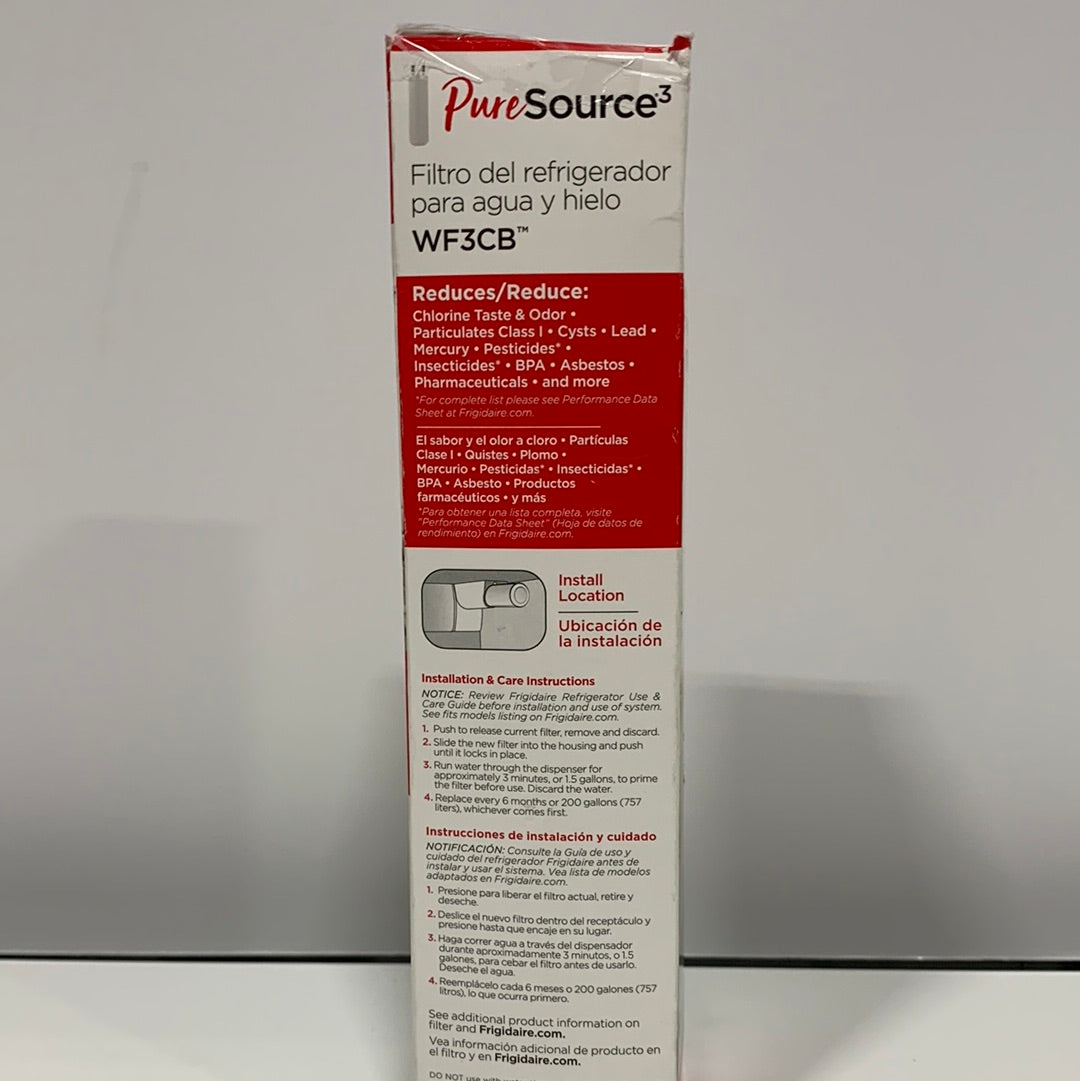 PureSource·3
Filtro del refrigerador
para agua y hielo
WF3CB™
Reduces/Reduce:
Chlorine Taste & Odor •
Particulates Class I • Cysts • Lead •
Mercury • Pesticides* •
Insecticides* • BPA • Asbestos •
Pharmaceuticals • and more
*For complete list please see Performance Data
Sheet at Frigidaire.com.
El sabor y el olor a cloro • Partículas
Clase I • Quistes • Plomo •
Mercurio • Pesticidas* • Insecticidas* •
BPA • Asbesto • Productos
farmacéuticos • y más
*Para obtener una lista completa, visite
"Performance Data Sheet" (Hoja de datos de
rendimiento) en Frigidaire.com.
Install
Location
Ubicación de
la instalación
Installation & Care Instructions
NOTICE: Review Frigidaire Refrigerator Use &
Care Guide before installation and use of system.
See fits models listing on Frigidaire.com.
1. Push to release current filter, remove and discard.
2. Slide the new filter into the housing and push
until it locks in place.
3. Run water through the dispenser for
approximately 3 minutes, or 1.5 gallons, to prime
the filter before use. Discard the water.
4. Replace every 6 months or 200 gallons (757
liters), whichever comes first.
Instrucciones de instalación y cuidado
NOTIFICACIÓN: Consulte la Guía de uso y
cuidado del refrigerador Frigidaire antes de
instalar y usar el sistema. Vea lista de modelos
adaptados en Frigidaire.com.
1. Presione para liberar el filtro actual, retire y
deseche.
2. Deslice el nuevo filtro dentro del receptáculo y
presione hasta que encaje en su lugar.
3. Haga correr agua a través del dispensador
durante aproximadamente 3 minutos, o 1.5
galones, para cebar el filtro antes de usarlo.
Deseche el agua.
4. Reemplácelo cada 6 meses o 200 galones (757
litros), lo que ocurra primero.
See additional product information on
filter and Frigidaire.com.
Vea información adicional de producto en
el filtro y en Frigidaire.com.
DO NOT use with